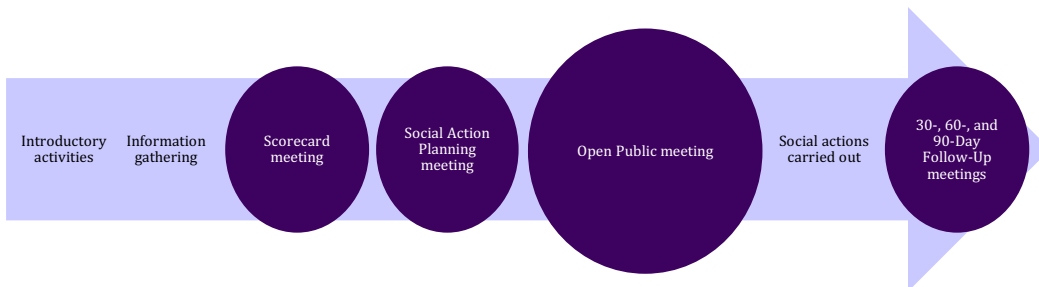 Introductory
activities
Information
gathering
Scorecard
meeting
Social Action
Planning
meeting
Open Public meeting
Social actions
carried out
30-, 60-, and
90-Day
Follow-Up
meetings